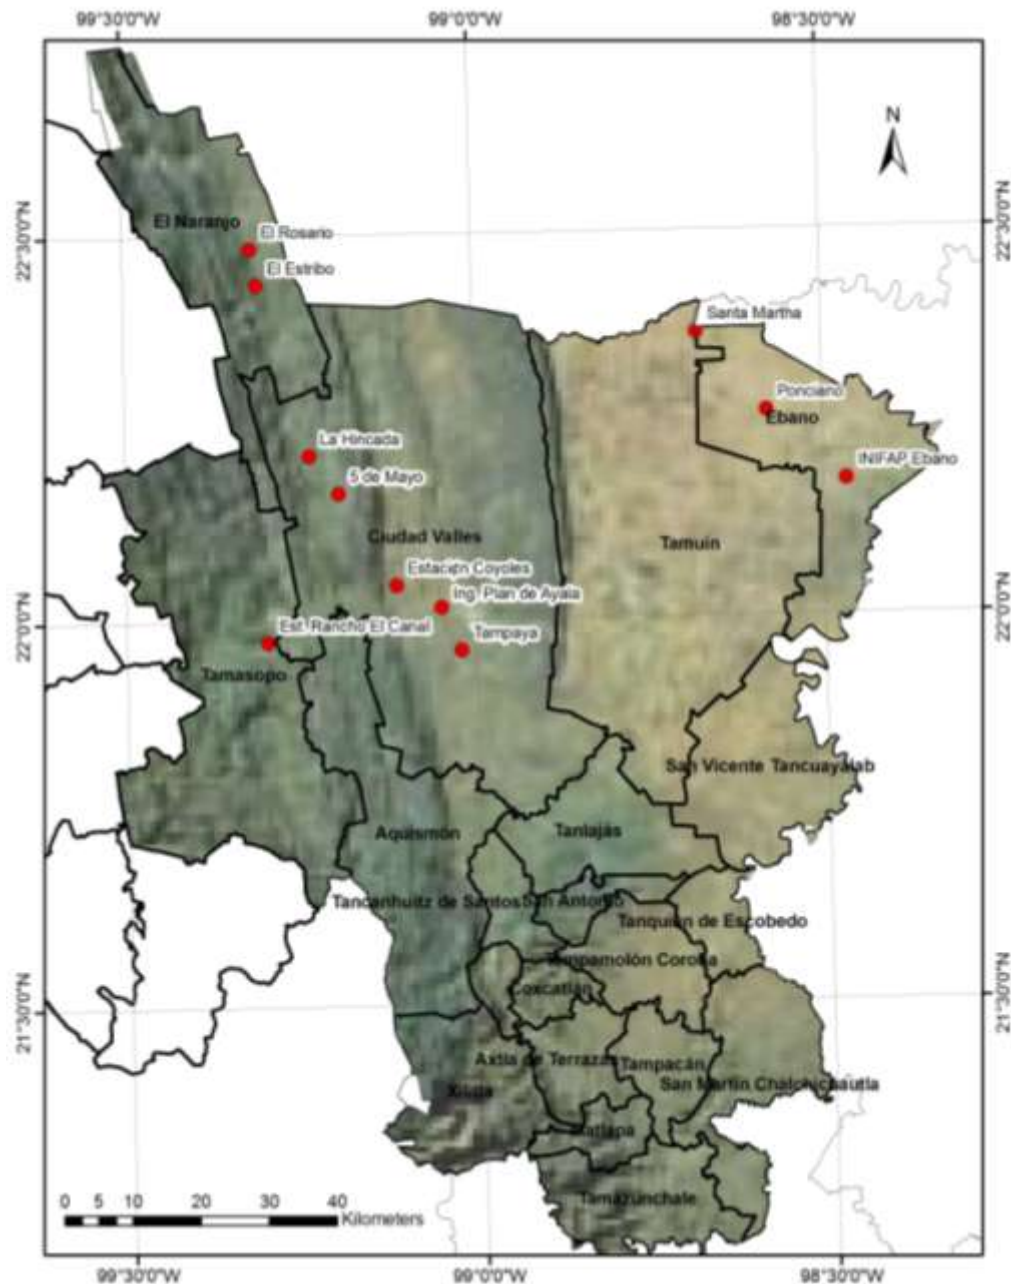 99°30'0"W
99°0'0"W
98°30'0"W
N
22°30'0"N
22°30'0"N
El Naranjo
El Rosario
El Estribo
Santa Martha
Ponciano
Ebano
La Hincada
INIFAP Ebano
5 de Mayo
Ciudad Valles
Tamuin
Estación Coyoles
Ing. Plan de Ayala
22°0'0"N
22°0'0"N
Est. Rancho El Canal
Tampaya
Tamasopo
San Vicente Tancuayalab
Aquismón
Tanlajás
Tancanhuitz de Santos
San Antonio
Tanquián de Escobedo
Tampamolón Corona
Coxcatlán
21°30'0"N
21°30'0"N
Axtla de Terrazas
Tampacán
San Martin Chalchicuautla
Xilitla
Matlapa
Tamazunchale
0 5 10 20 30 40
Kilometers
99°30'0"W
99°0'0"W
98°30'0"W